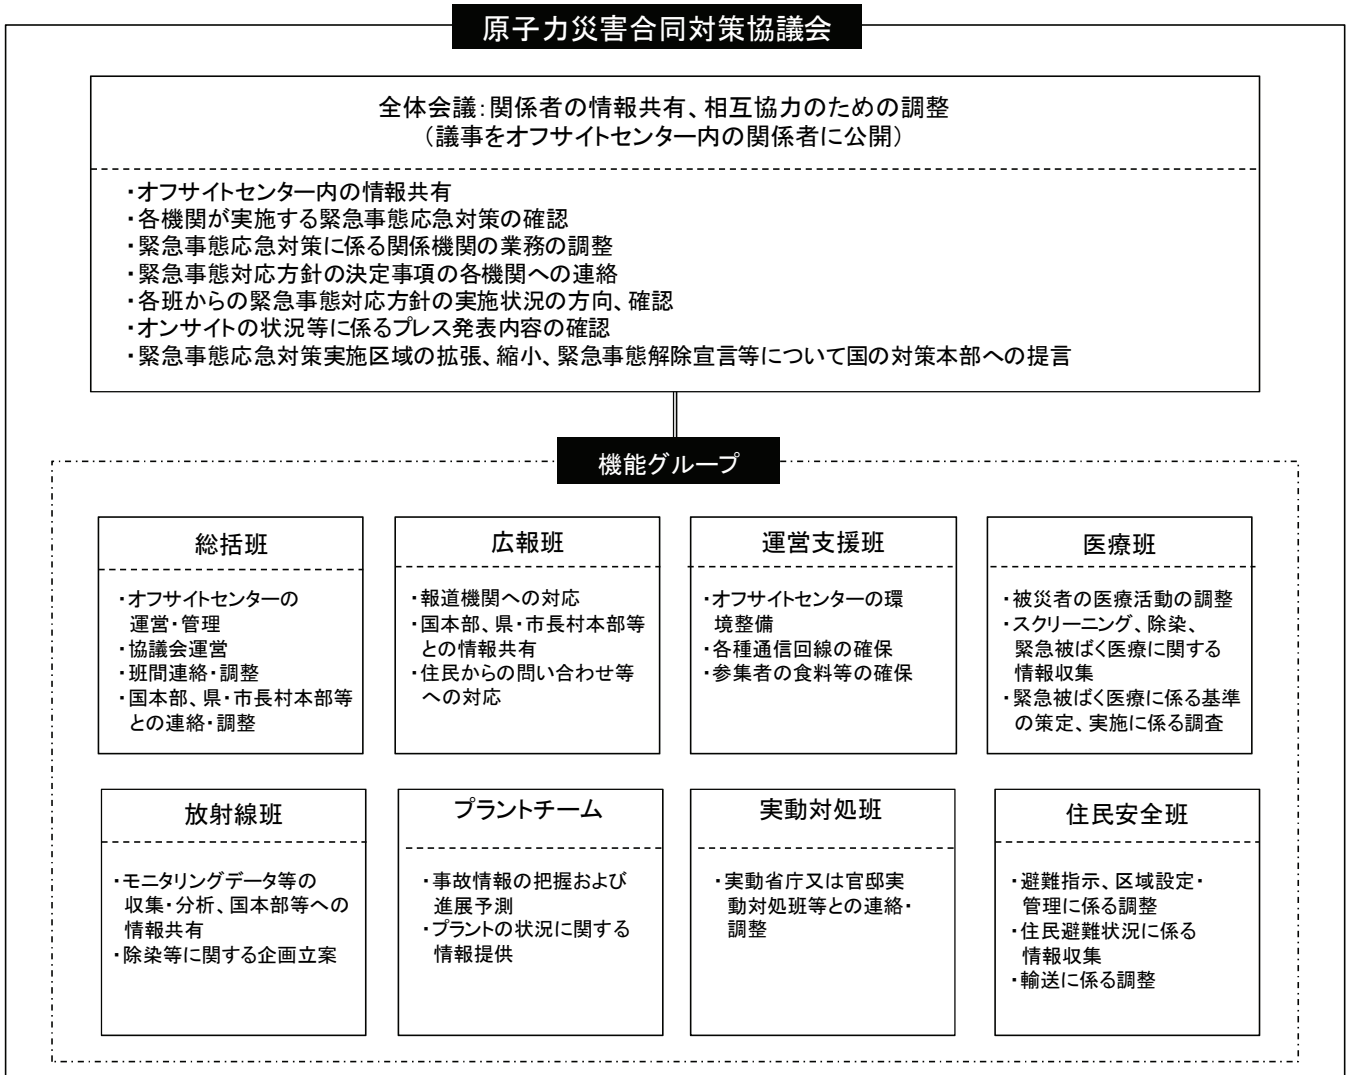 原子力災害合同対策協議会
全体会議：関係者の情報共有、相互協力のための調整
（議事をオフサイトセンター内の関係者に公開）
・オフサイトセンター内の情報共有
・各機関が実施する緊急事態応急対策の確認
・緊急事態応急対策に係る関係機関の業務の調整
・緊急事態対応方針の決定事項の各機関への連絡
・各班からの緊急事態対応方針の実施状況の方向、確認
・オンサイトの状況等に係るプレス発表内容の確認
・緊急事態応急対策実施区域の拡張、縮小、緊急事態解除宣言等について国の対策本部への提言
機能グループ
総括班
・オフサイトセンターの
運営・管理
・協議会運営
・班間連絡・調整
・国本部、県・市長村本部等
との連絡・調整
広報班
・報道機関への対応
・国本部、県・市長村本部等
との情報共有
・住民からの問い合わせ等
への対応
運営支援班
・オフサイトセンターの環
境整備
・各種通信回線の確保
・参集者の食料等の確保
医療班
・被災者の医療活動の調整
・スクリーニング、除染、
緊急被ばく医療に関する
情報収集
・緊急被ばく医療に係る基準
の策定、実施に係る調査
放射線班
・モニタリングデータ等の
収集・分析、国本部等への
情報共有
・除染等に関する企画立案
プラントチーム
・事故情報の把握および
進展予測
・プラントの状況に関する
情報提供
実動対処班
・実動省庁又は官邸実
動対処班等との連絡・
調整
住民安全班
・避難指示、区域設定・
管理に係る調整
・住民避難状況に係る
情報収集
・輸送に係る調整